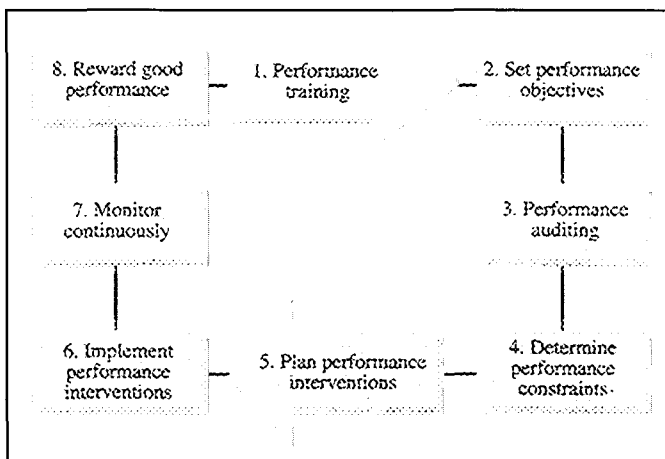 8. Reward good
performance
1. Performance
training
2. Set performance
objectives
7. Monitor
continuously
3. Performance
auditing
6. Implement
performance
interventions
5. Plan performance
interventions
4. Determine
performance
constraints